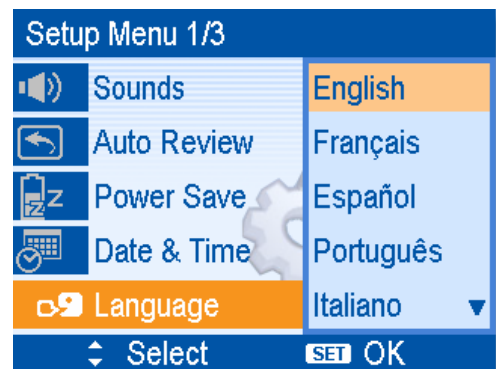 Setup Menu 1/3
Sounds
Auto Review
Power Save
Date & Time
Language
English
Français
Español
Português
Italiano
Select
SET OK